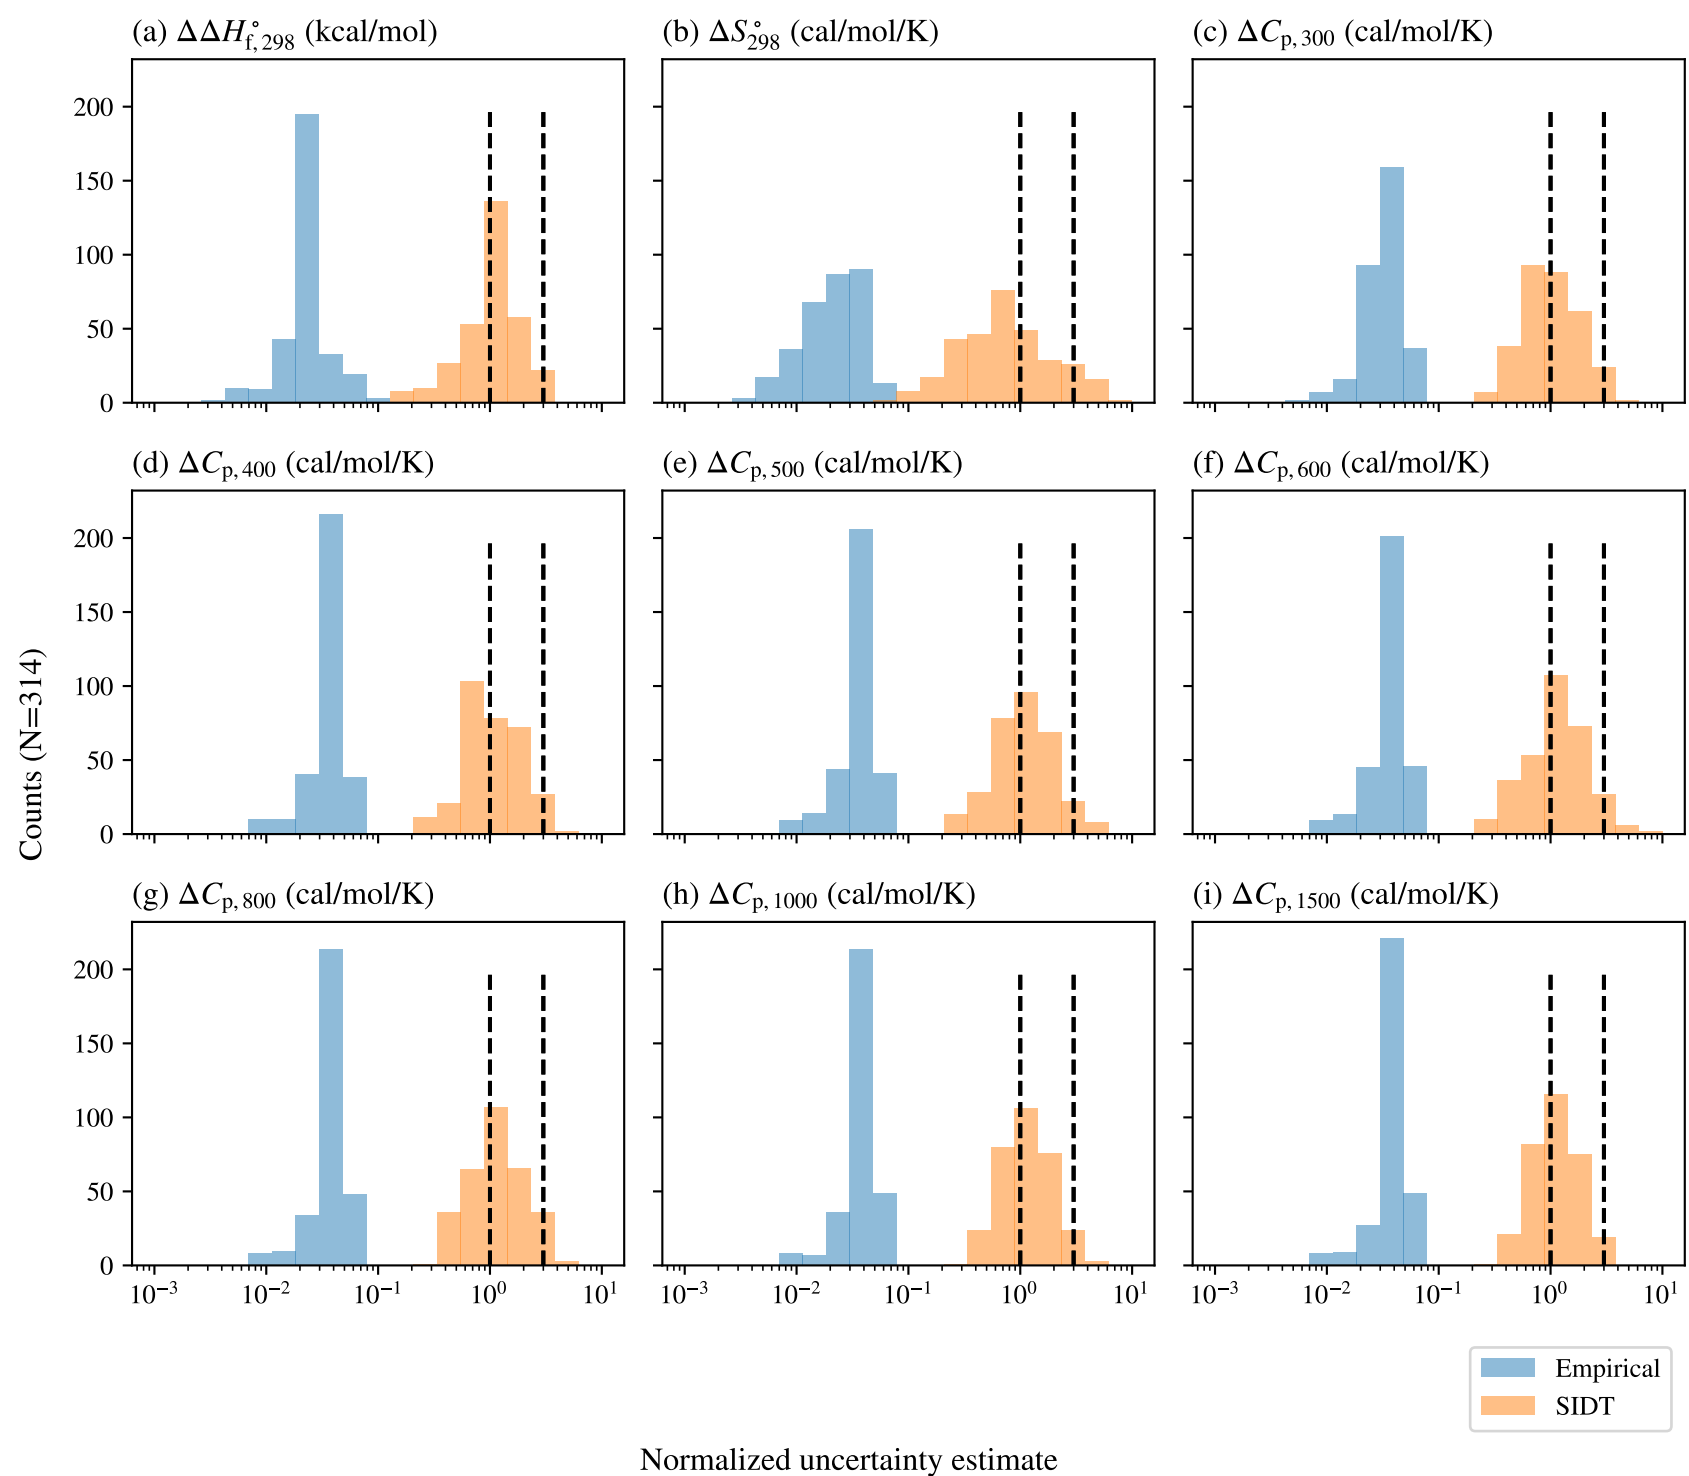 (a) ΔΔH°f,298 (kcal/mol)
(b) ΔS°298 (cal/mol/K)
(c) ΔCp,300 (cal/mol/K)
200
150
100
50
0
(d) ΔCp,400 (cal/mol/K)
(e) ΔCp,500 (cal/mol/K)
(f) ΔCp,600 (cal/mol/K)
200
150
100
50
0
Counts (N=314)
(g) ΔCp,800 (cal/mol/K)
(h) ΔCp,1000 (cal/mol/K)
(i) ΔCp,1500 (cal/mol/K)
200
150
100
50
0
10⁻³ 10⁻² 10⁻¹ 10⁰ 10¹
10⁻³ 10⁻² 10⁻¹ 10⁰ 10¹
10⁻³ 10⁻² 10⁻¹ 10⁰ 10¹
Empirical
SIDT
Normalized uncertainty estimate